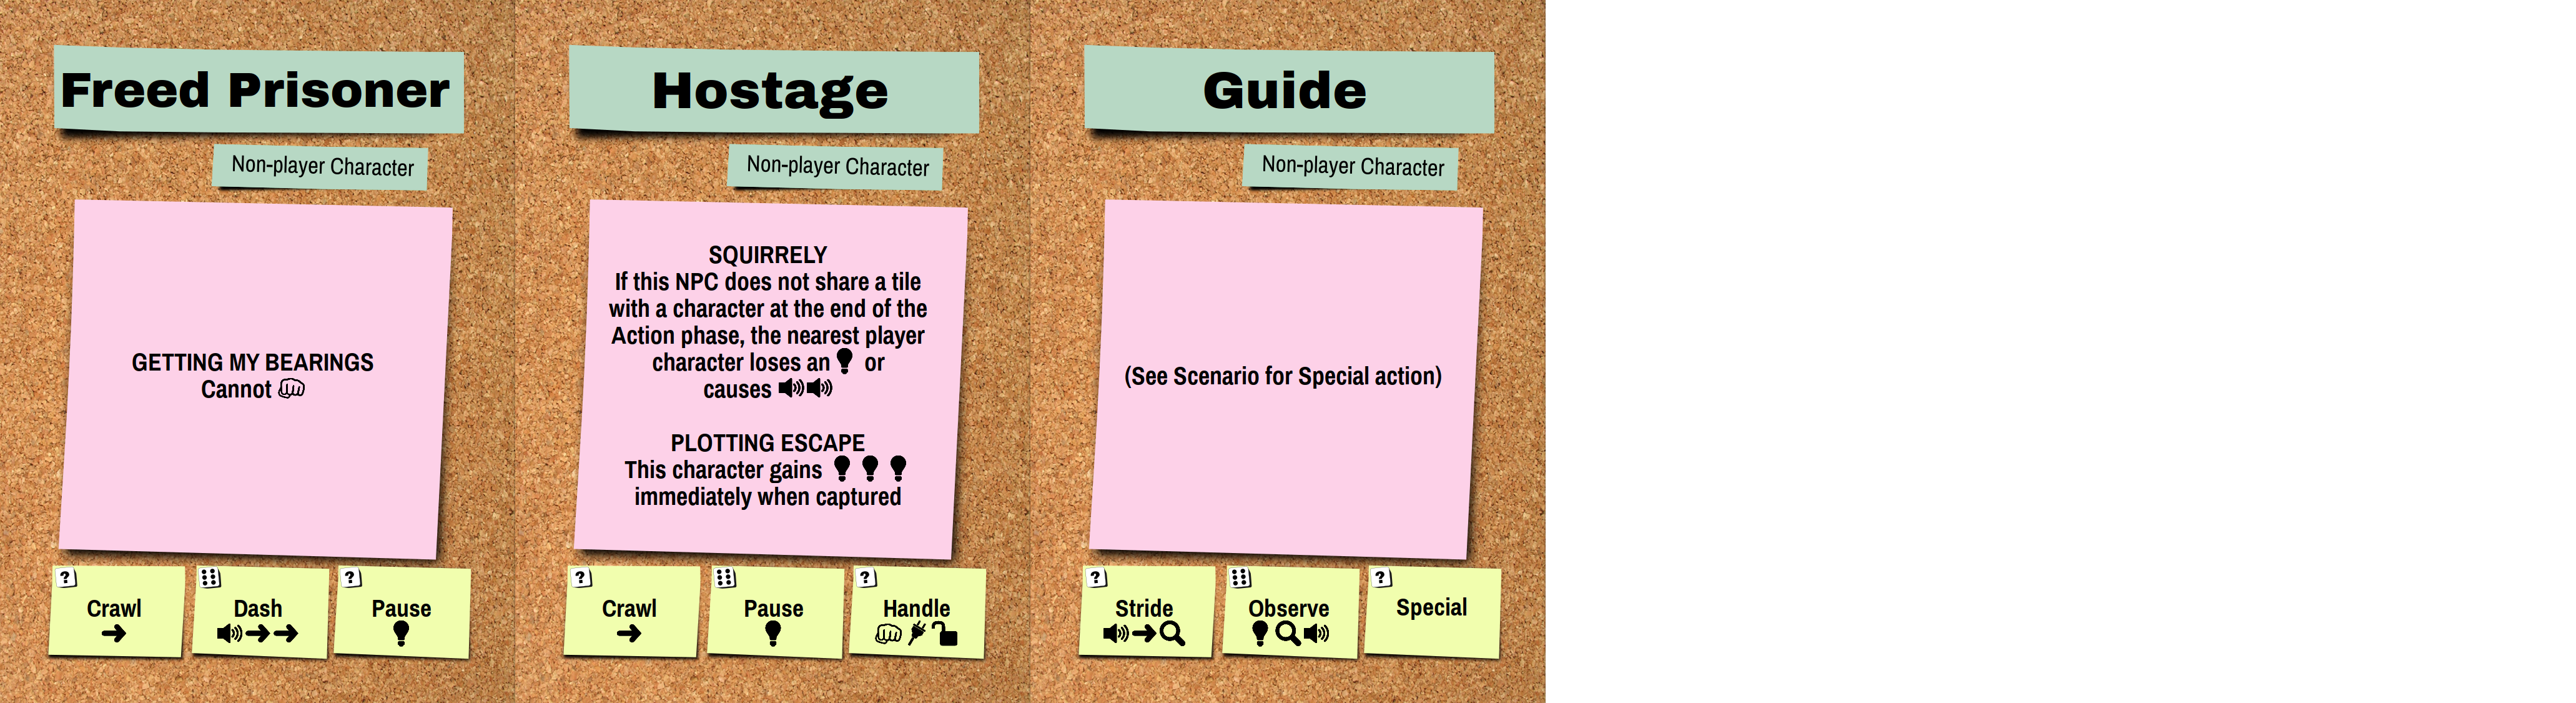 Freed Prisoner
Non-player Character
GETTING MY BEARINGS
Cannot
?
Crawl
Dash
?
Pause
Hostage
Non-player Character
SQUIRRELY
If this NPC does not share a tile
with a character at the end of the
Action phase, the nearest player
character loses an or
causes
PLOTTING ESCAPE
This character gains
immediately when captured
?
Crawl
Pause
?
Handle
Guide
Non-player Character
(See Scenario for Special action)
?
Stride
Observe
?
Special